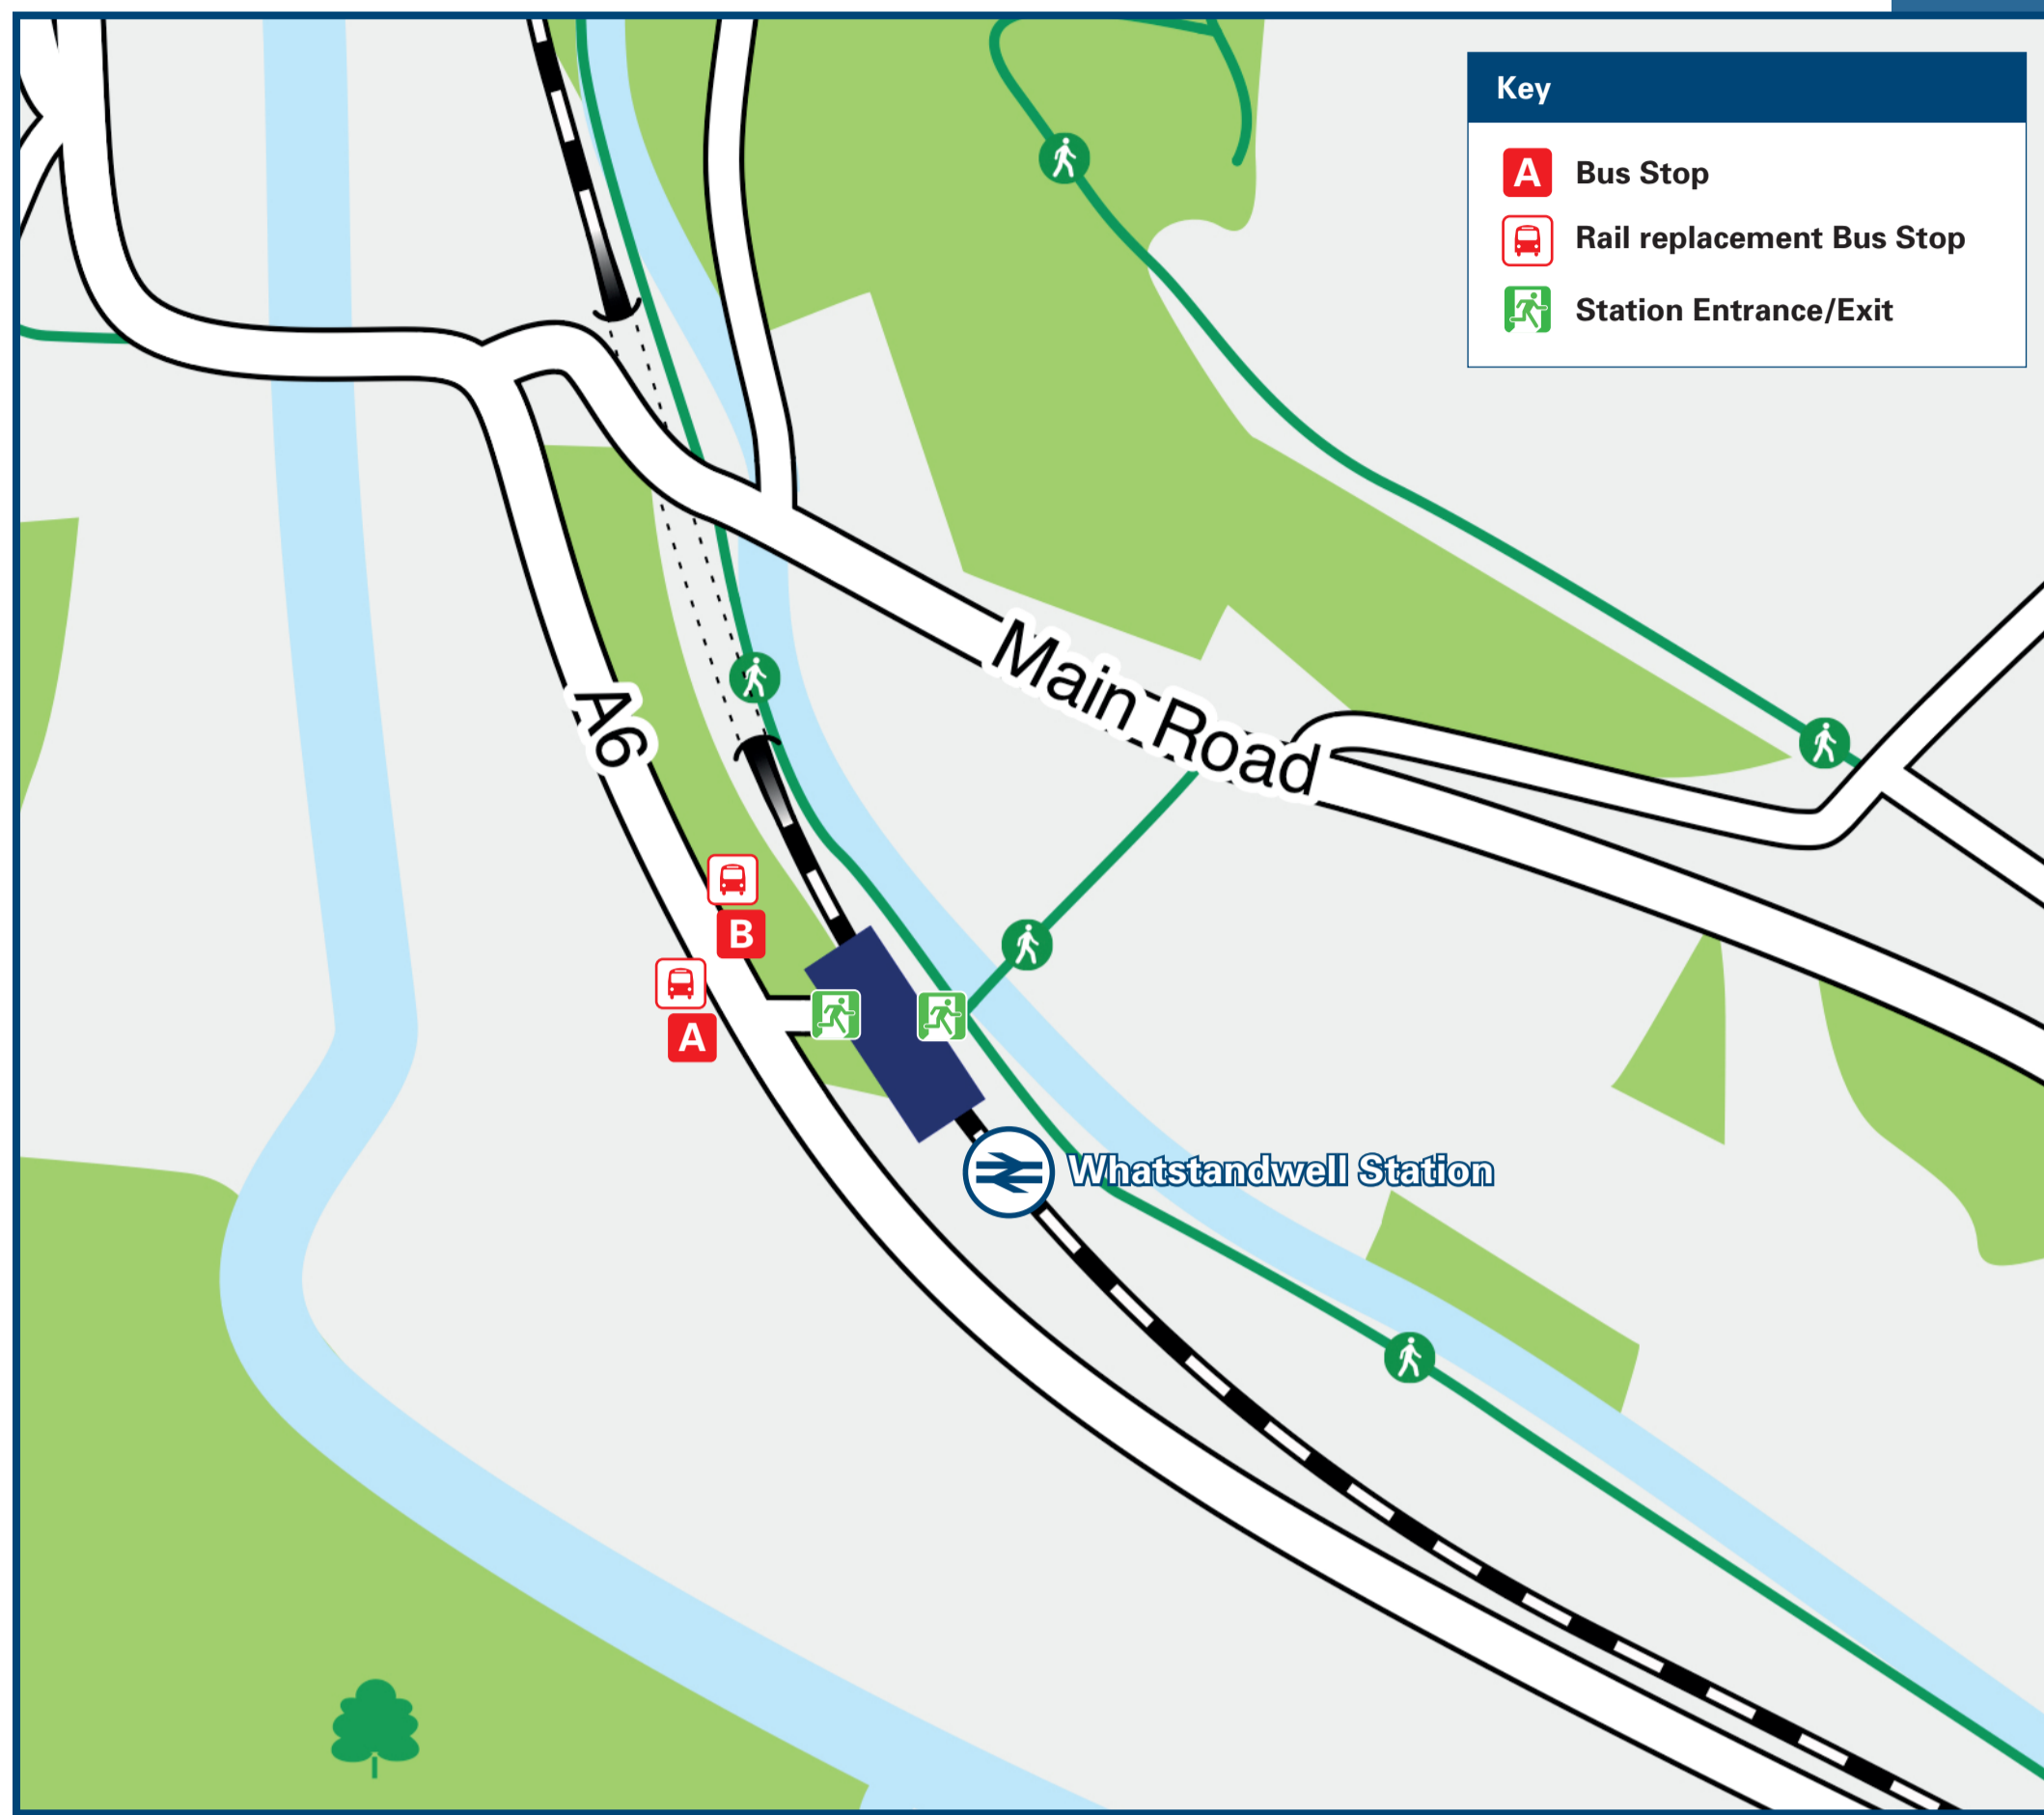 Key
A Bus Stop
Rail replacement Bus Stop
Station Entrance/Exit
Main Road
A6
B
A
Whatstandwell Station